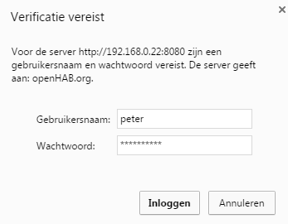 Verificatie vereist
Voor de server http://192.168.0.22:8080 zijn een
gebruikersnaam en wachtwoord vereist. De server geeft
aan: openHAB.org.
Gebruikersnaam: peter
Wachtwoord: **********
Inloggen Annuleren